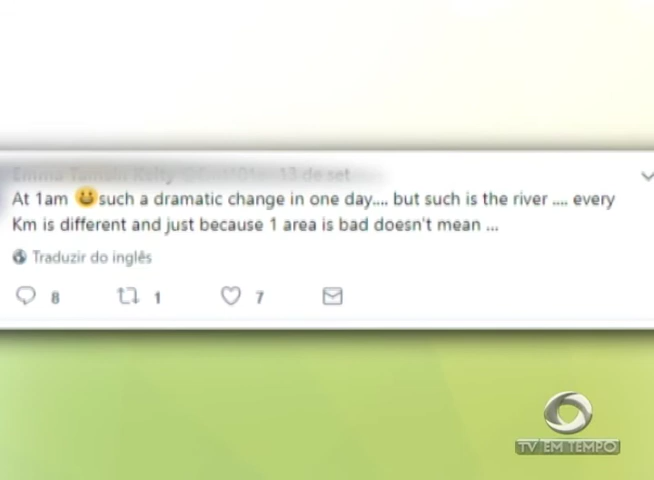 13 de set
At 1am 🙂such a dramatic change in one day.... but such is the river .... every
Km is different and just because 1 area is bad doesn't mean ...
Traduzir do inglês
8 1 7
TV EM TEMPO